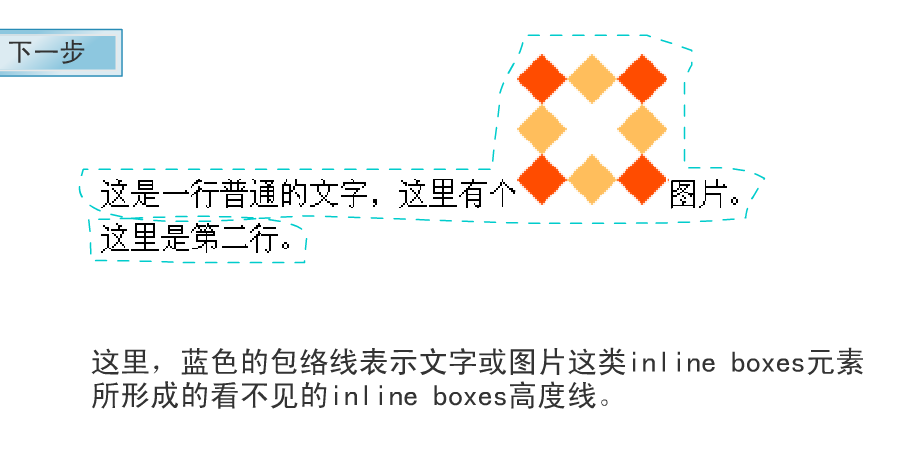 下一步
这是一行普通的文字，这里有个图片。
这里是第二行。
这里，蓝色的包络线表示文字或图片这类inline boxes元素
所形成的看不见的inline boxes高度线。